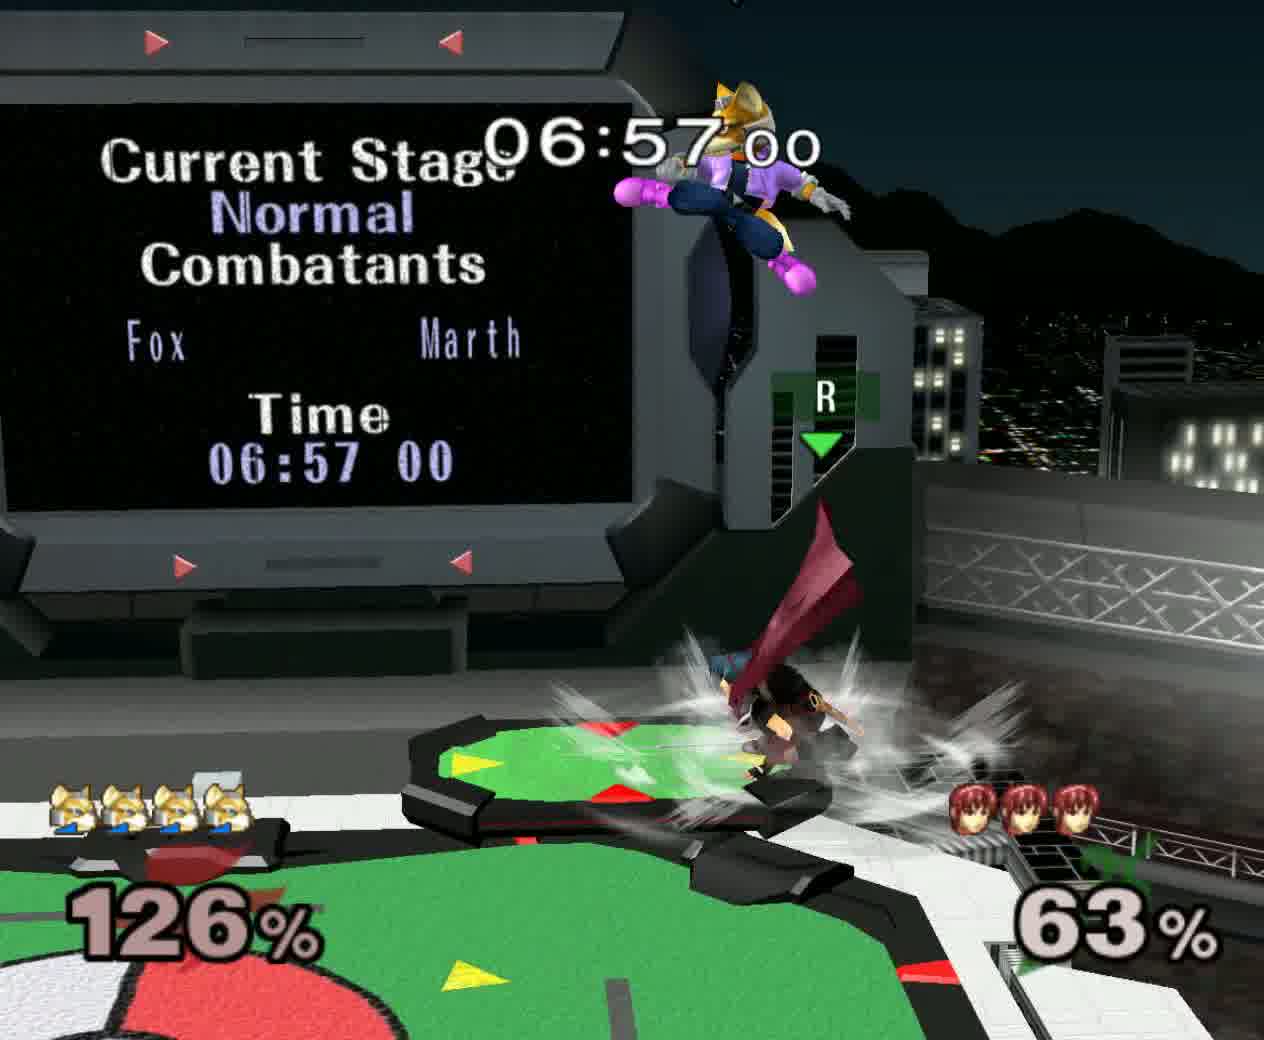 06:57 00
Current Stage
Normal
Combatants
Fox Marth
R
Time
06:57 00
126%
63%